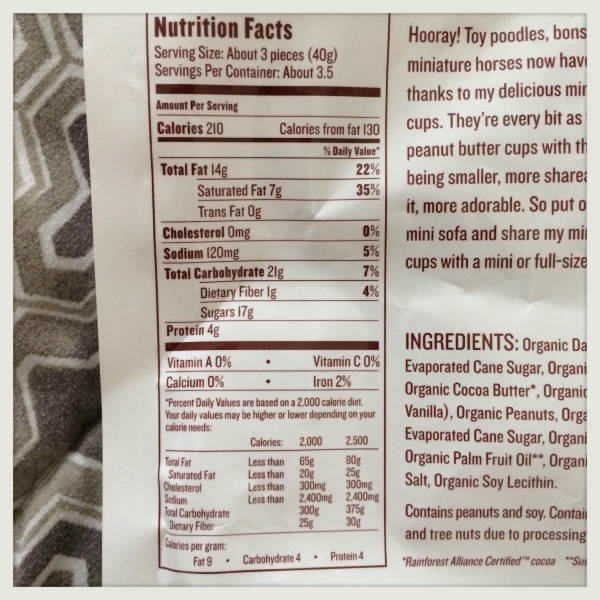 Nutrition Facts
Serving Size: About 3 pieces (40g)
Servings Per Container: About 3.5
Amount Per Serving
Calories 210 Calories from fat 130
% Daily Value*
Total Fat 14g 22%
Saturated Fat 7g 35%
Trans Fat 0g
Cholesterol 0mg 0%
Sodium 120mg 5%
Total Carbohydrate 21g 7%
Dietary Fiber 1g 4%
Sugars 17g
Protein 4g
Vitamin A 0% • Vitamin C 0%
Calcium 0% • Iron 2%
*Percent Daily Values are based on a 2,000 calorie diet.
Your daily values may be higher or lower depending on your
calorie needs:
Calories: 2,000 2,500
Total Fat Less than 65g 80g
Saturated Fat Less than 20g 25g
Cholesterol Less than 300mg 300mg
Sodium Less than 2,400mg 2,400mg
Total Carbohydrate 300g 375g
Dietary Fiber 25g 30g
Calories per gram:
Fat 9 • Carbohydrate 4 • Protein 4
Hooray! Toy poodles, bons
miniature horses now have
thanks to my delicious min
cups. They're every bit as
peanut butter cups with th
being smaller, more sharea
it, more adorable. So put o
mini sofa and share my mi
cups with a mini or full-size
INGREDIENTS: Organic Da
Evaporated Cane Sugar, Organi
Organic Cocoa Butter*, Organic
Vanilla), Organic Peanuts, Orga
Evaporated Cane Sugar, Organi
Organic Palm Fruit Oil**, Organi
Salt, Organic Soy Lecithin.
Contains peanuts and soy. Contai
and tree nuts due to processing
*Rainforest Alliance Certified™ cocoa **Sus